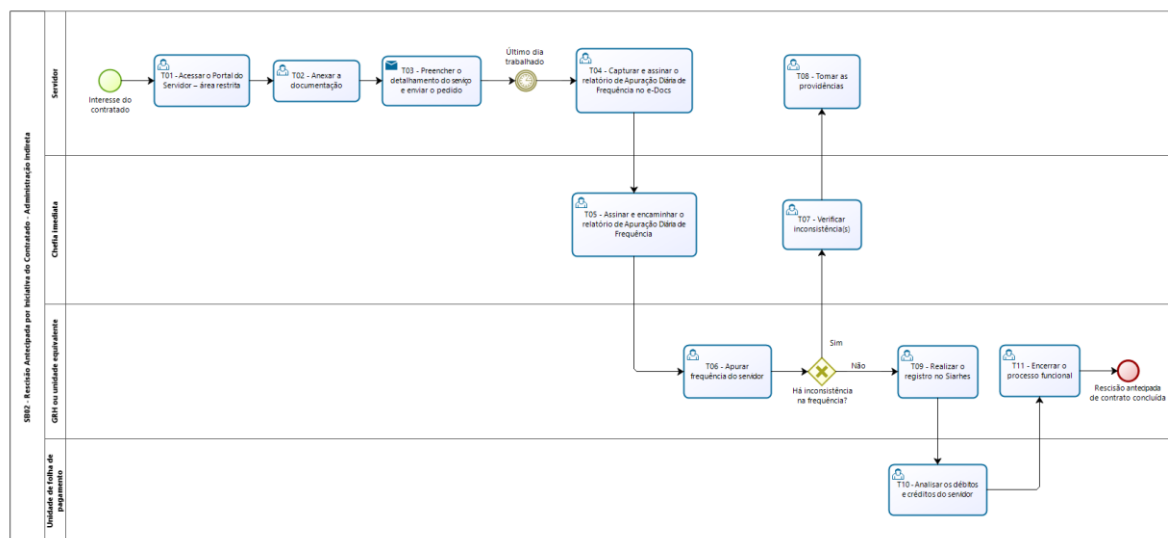 SB02 - Rescisão Antecipada por Iniciativa do Contratado - Administração Indireta
Servidor
Interesse do
contratado
T01 - Acessar o Portal do
Servidor – área restrita
T02 - Anexar a
documentação
T03 - Preencher o
detalhamento do serviço
e enviar o pedido
Último dia
trabalhado
T04 - Capturar e assinar o
relatório de Apuração Diária de
Frequência no e-Docs
T08 - Tomar as
providências
Chefia imediata
T05 - Assinar e encaminhar o
relatório de Apuração Diária de
Frequência
T07 - Verificar
inconsistência(s)
GRH ou unidade equivalente
T06 - Apurar
frequência do servidor
Sim
Não
Há inconsistência
na frequência?
T09 - Realizar o
registro no Siarhes
T11 - Encerrar o
processo funcional
Rescisão antecipada
de contrato concluída
Unidade de folha de
pagamento
T10 - Analisar os débitos
e créditos do servidor